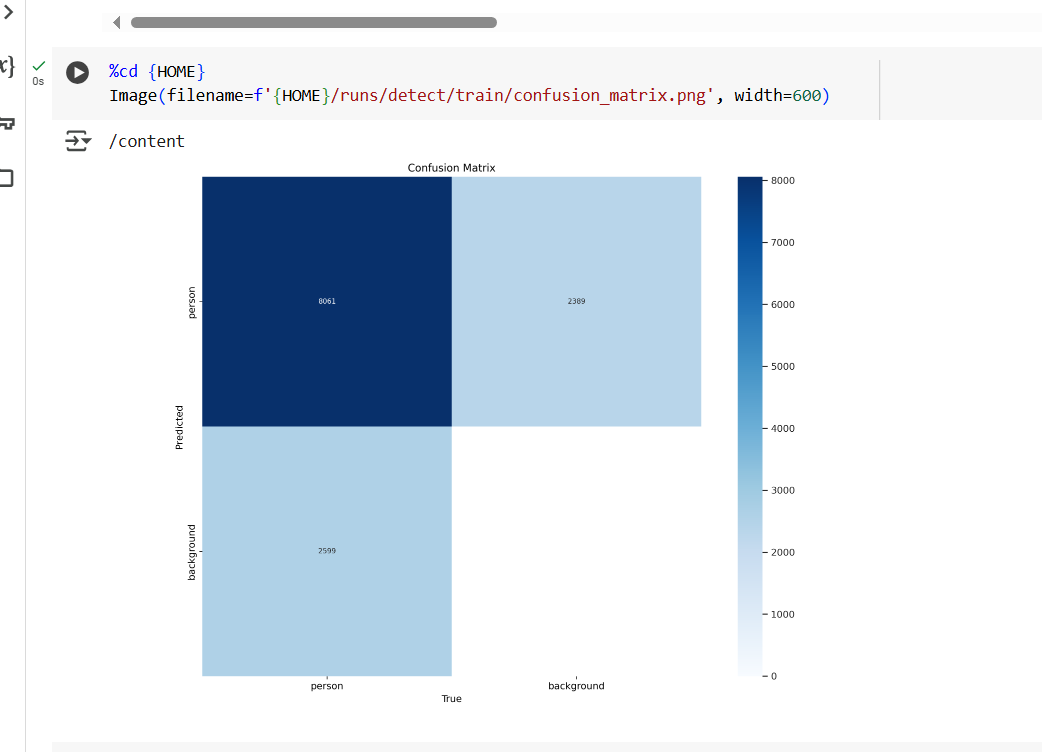 x}
0s
%cd {HOME}
Image(filename=f'{HOME}/runs/detect/train/confusion_matrix.png', width=600)
/content
Confusion Matrix
8000
7000
6000
5000
4000
3000
2000
1000
0
person
8061
2389
Predicted
background
2599
person
background
True